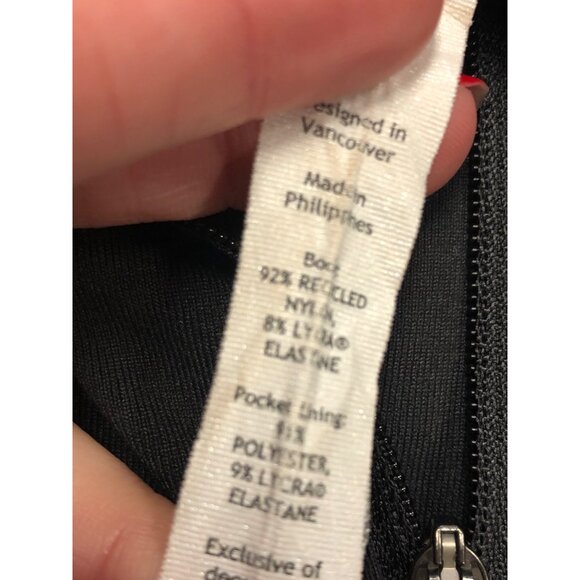 Designed in
Vancouver
Made in
Philippines
Body:
92% RECYCLED
NYLON,
8% LYCRA®
ELASTANE
Pocket lining:
91%
POLYESTER,
9% LYCRA®
ELASTANE
Exclusive of